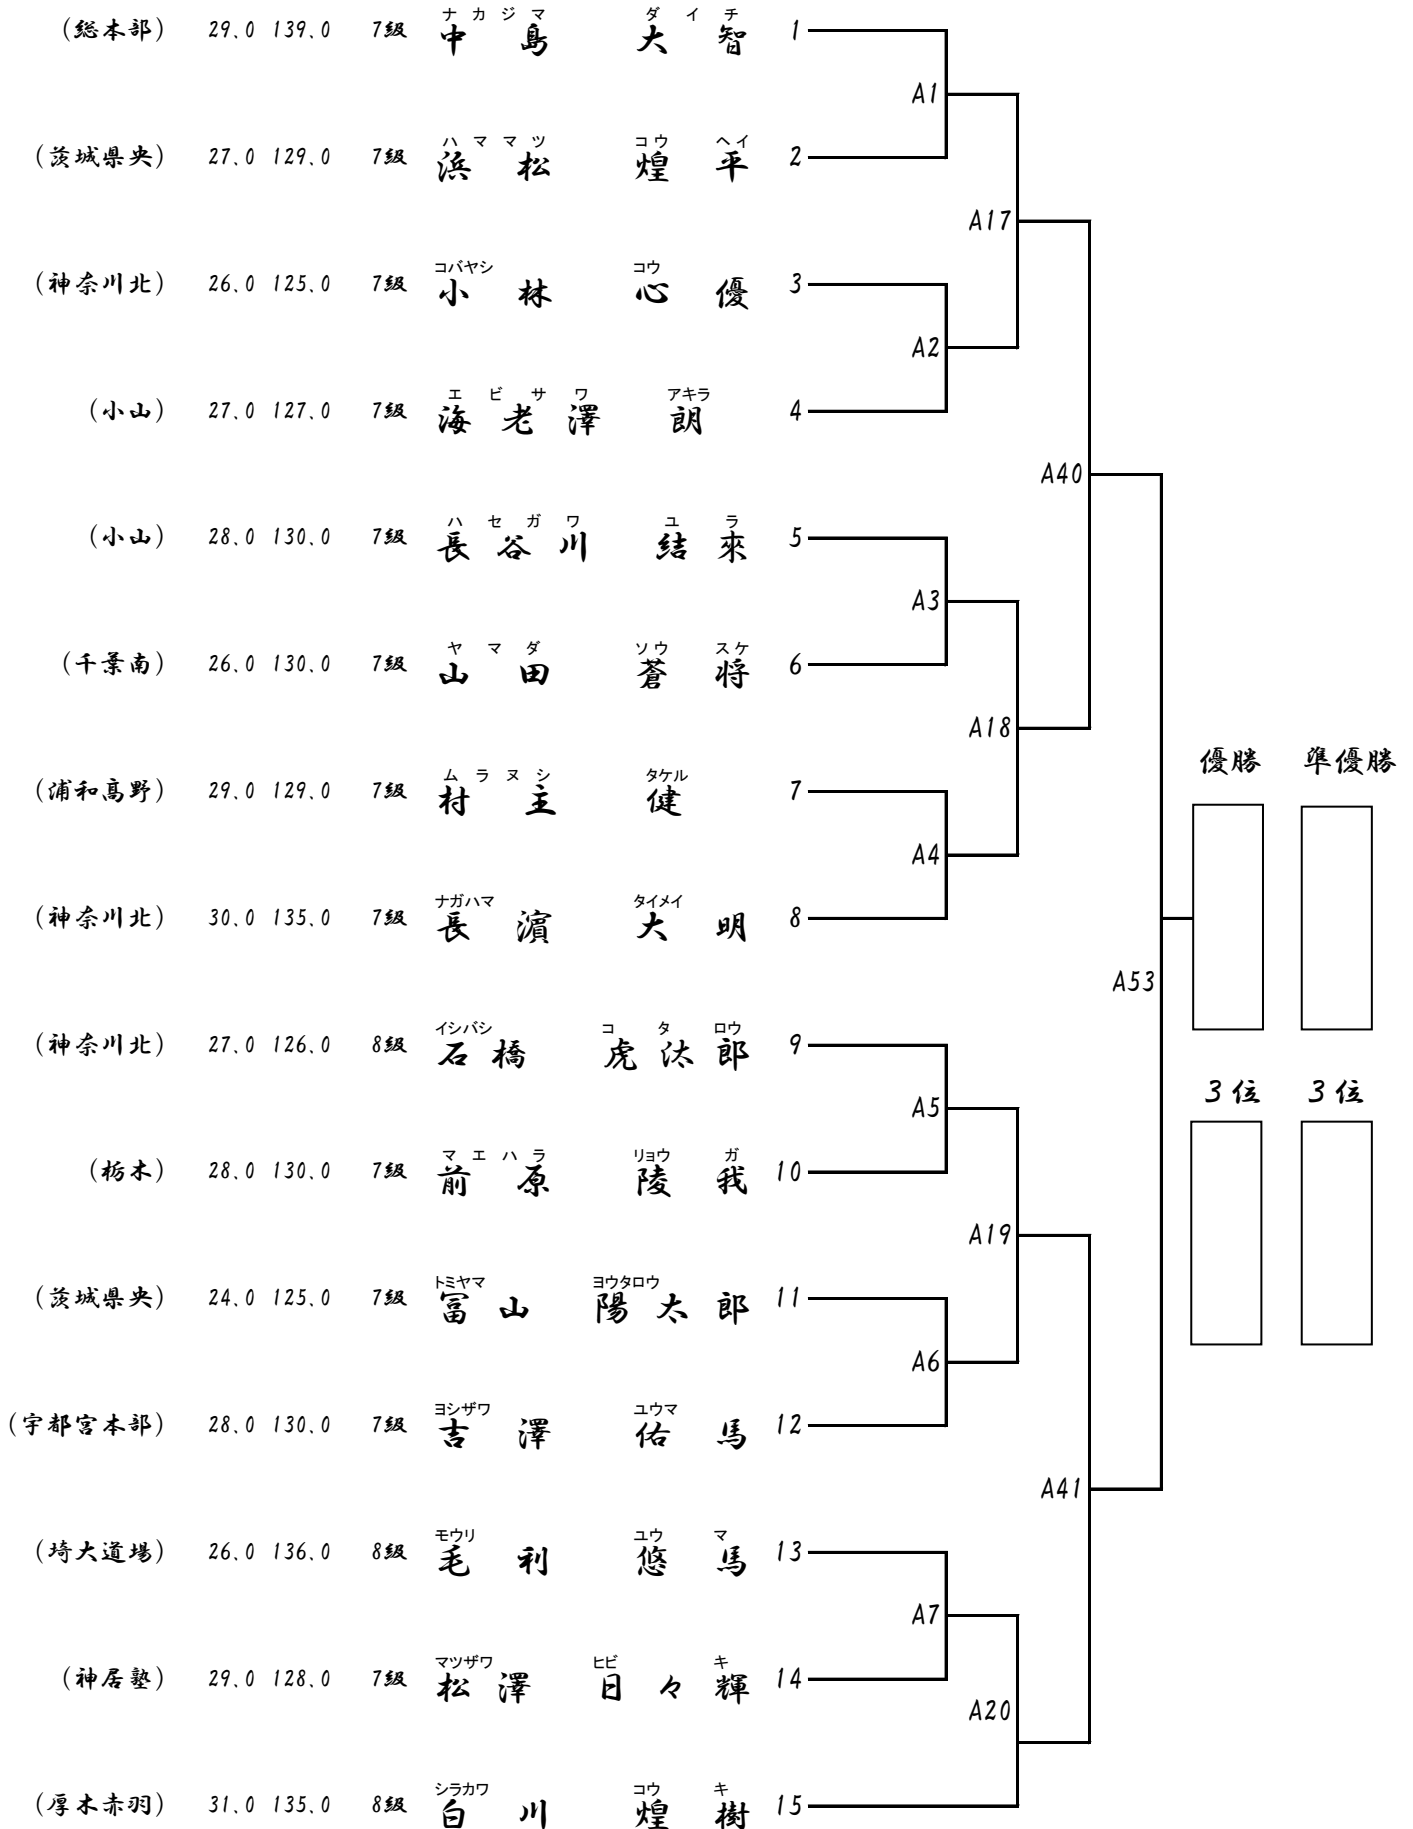 ナカジマ ダイチ
(総本部) 29.0 139.0 7級 中島 大智 1
A1
ハママツ コウヘイ
(茨城県央) 27.0 129.0 7級 浜松 煌平 2
A17
コバヤシ コウ
(神奈川北) 26.0 125.0 7級 小林 心優 3
A2
エビサワ アキラ
(小山) 27.0 127.0 7級 海老澤 朗 4
A40
ハセガワ ユラ
(小山) 28.0 130.0 7級 長谷川 結來 5
A3
ヤマダ ソウスケ
(千葉南) 26.0 130.0 7級 山田 蒼将 6
A18
優勝 準優勝
ムラヌシ タケル
(浦和高野) 29.0 129.0 7級 村主 健 7
A4
ナガハマ タイメイ
(神奈川北) 30.0 135.0 7級 長濵 大明 8
A53
イシバシ コタロウ
(神奈川北) 27.0 126.0 8級 石橋 虎汰郎 9
3位 3位
A5
マエハラ リョウガ
(栃木) 28.0 130.0 7級 前原 陵我 10
A19
トミヤマ ヨウタロウ
(茨城県央) 24.0 125.0 7級 冨山 陽太郎 11
A6
ヨシザワ ユウマ
(宇都宮本部) 28.0 130.0 7級 吉澤 佑馬 12
A41
モウリ ユウマ
(埼大道場) 26.0 136.0 8級 毛利 悠馬 13
A7
マツザワ ヒビキ
(神居塾) 29.0 128.0 7級 松澤 日々輝 14
A20
シラカワ コウキ
(厚木赤羽) 31.0 135.0 8級 白川 煌樹 15